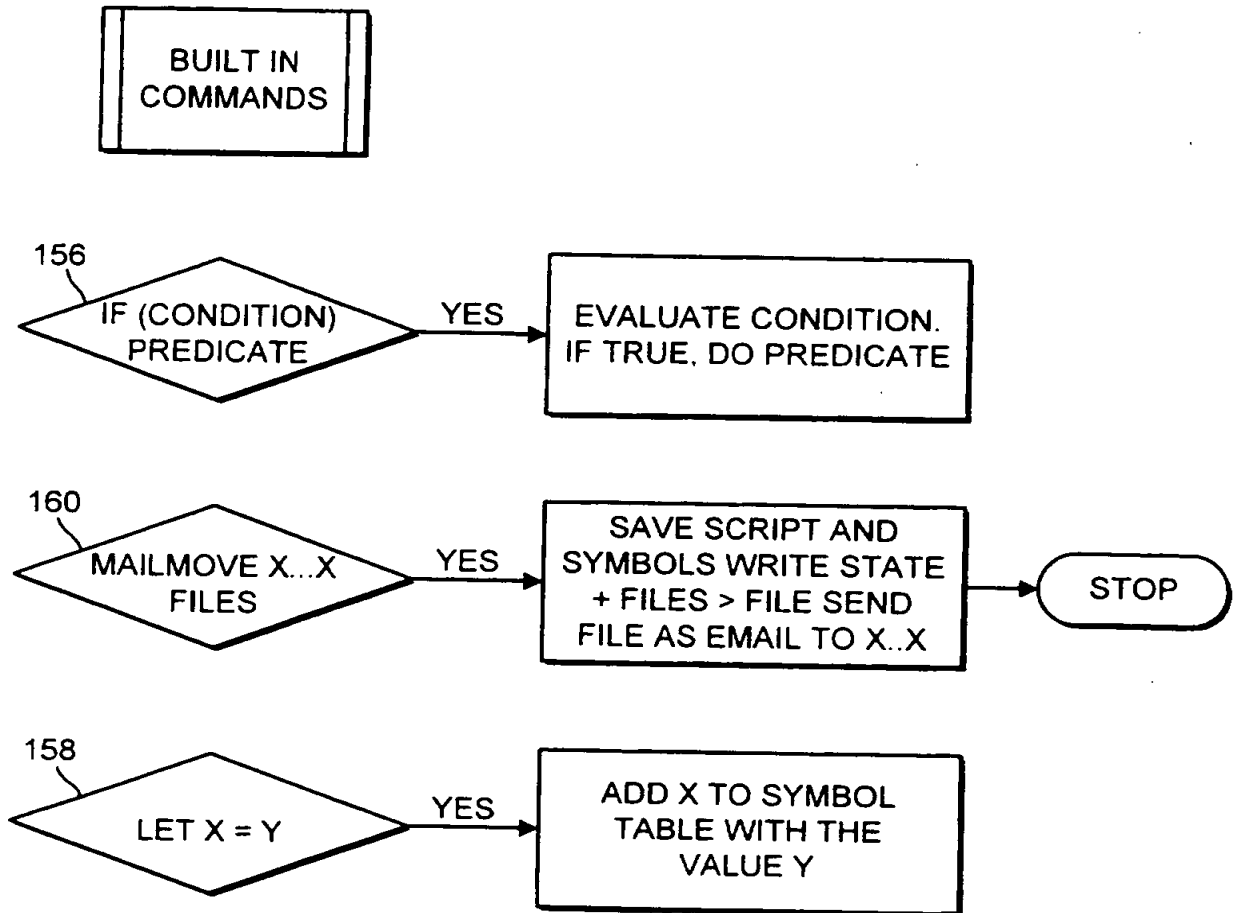 BUILT IN
COMMANDS
156
IF (CONDITION)
PREDICATE
YES
EVALUATE CONDITION.
IF TRUE, DO PREDICATE
160
MAILMOVE X...X
FILES
YES
SAVE SCRIPT AND
SYMBOLS WRITE STATE
+ FILES > FILE SEND
FILE AS EMAIL TO X..X
STOP
158
LET X = Y
YES
ADD X TO SYMBOL
TABLE WITH THE
VALUE Y